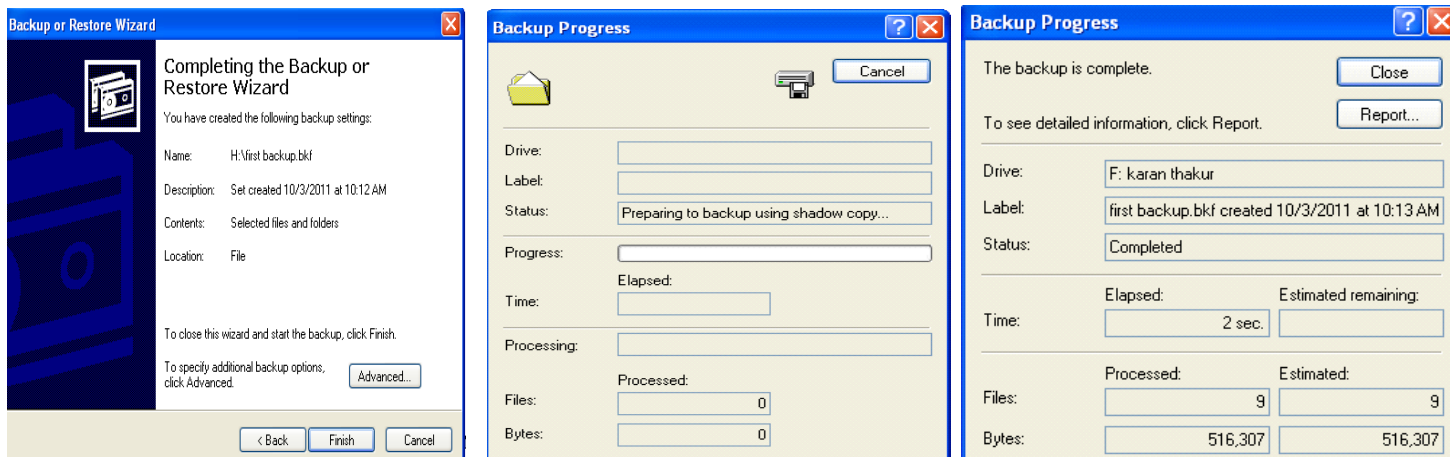 Backup or Restore Wizard
Completing the Backup or
Restore Wizard
You have created the following backup settings:
Name: H:\first backup.bkf
Description: Set created 10/3/2011 at 10:12 AM
Contents: Selected files and folders
Location: File
To close this wizard and start the backup, click Finish.
To specify additional backup options,
click Advanced.
Advanced...
< Back Finish Cancel
Backup Progress
Cancel
Drive:
Label:
Status: Preparing to backup using shadow copy...
Progress:
Elapsed:
Time:
Processing:
Processed:
Files: 0
Bytes: 0
Backup Progress
The backup is complete.
Close
To see detailed information, click Report.
Report...
Drive: F: karan thakur
Label: first backup.bkf created 10/3/2011 at 10:13 AM
Status: Completed
Elapsed: Estimated remaining:
Time: 2 sec.
Processed: Estimated:
Files: 9 9
Bytes: 516,307 516,307